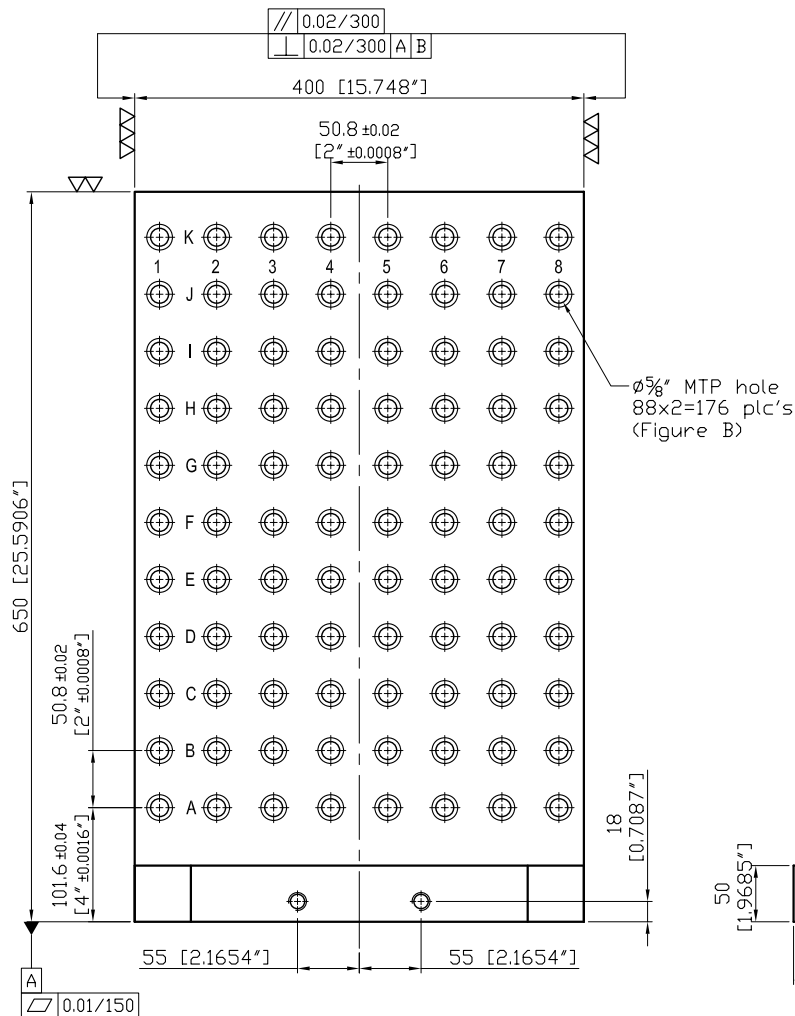 // 0.02/300
⊥ 0.02/300 A B
400 [15.748"]
50.8 ±0.02
[2" ±0.0008"]
K
1 2 3 4 5 6 7 8
J
I
H
G
F
E
D
C
B
A
ø⅝" MTP hole
88x2=176 plc's
(Figure B)
650 [25.5906"]
50.8 ±0.02
[2" ±0.0008"]
101.6 ±0.04
[4" ±0.0016"]
18
[0.7087"]
50
[1.9685"]
55 [2.1654"]
55 [2.1654"]
A
⏥ 0.01/150